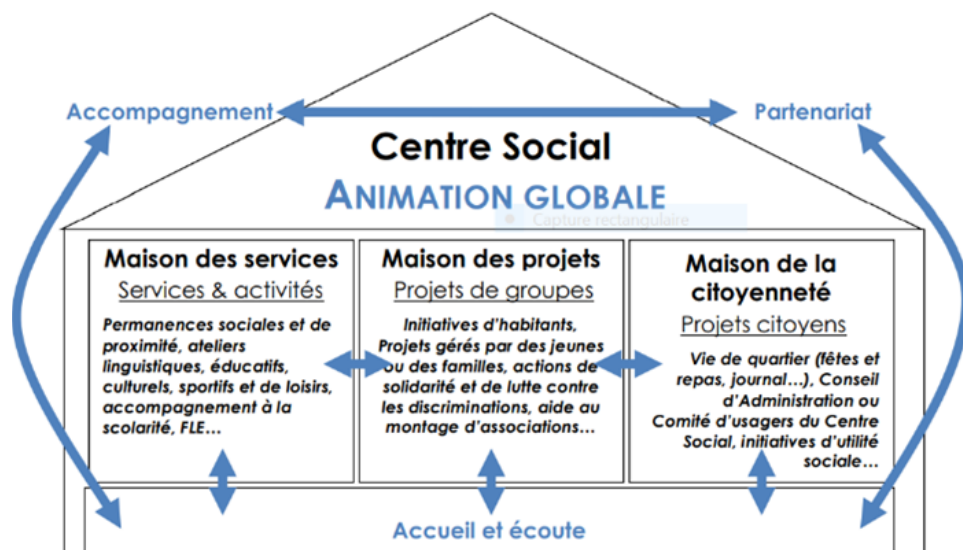 Accompagnement
Partenariat
Centre Social
ANIMATION GLOBALE
Capture rectangulaire
Maison des services
Services & activités
Permanences sociales et de
proximité, ateliers
linguistiques, éducatifs,
culturels, sportifs et de loisirs,
accompagnement à la
scolarité, FLE...
Maison des projets
Projets de groupes
Initiatives d'habitants,
Projets gérés par des jeunes
ou des familles, actions de
solidarité et de lutte contre
les discriminations, aide au
montage d'associations...
Maison de la
citoyenneté
Projets citoyens
Vie de quartier (fêtes et
repas, journal...), Conseil
d'Administration ou
Comité d'usagers du Centre
Social, initiatives d'utilité
sociale...
Accueil et écoute